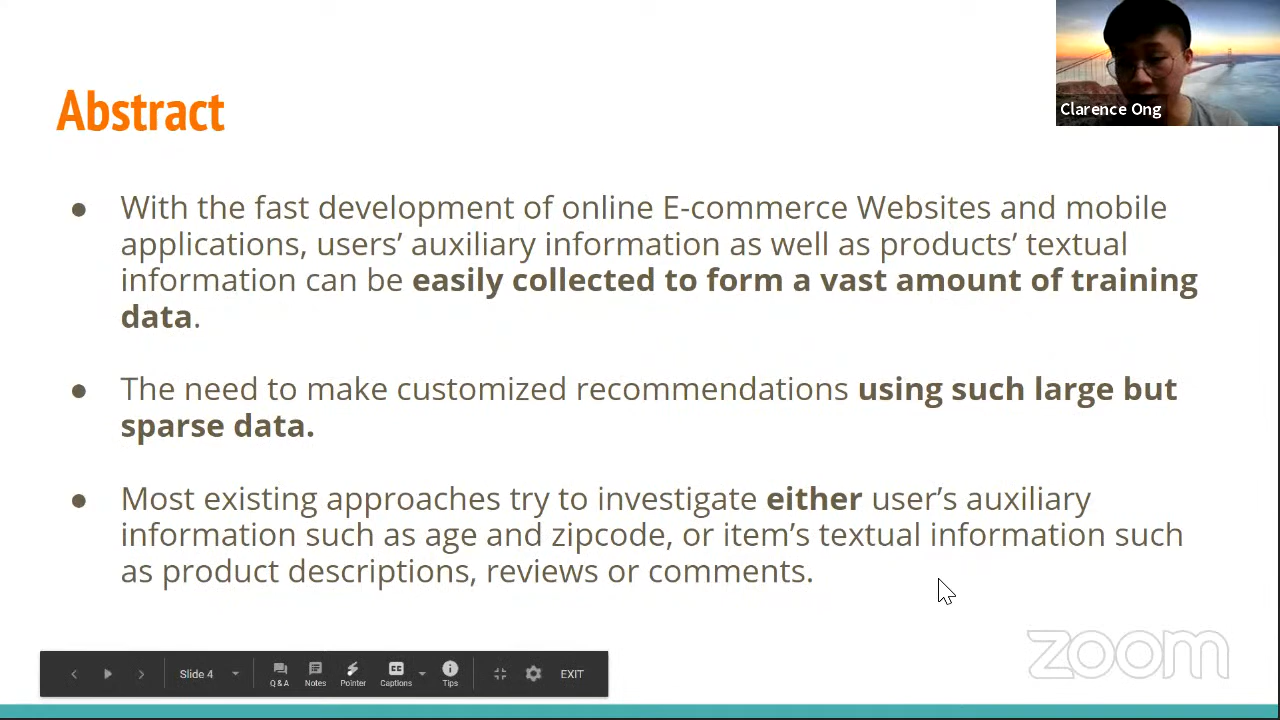 Abstract
Clarence Ong
● With the fast development of online E-commerce Websites and mobile
applications, users’ auxiliary information as well as products’ textual
information can be easily collected to form a vast amount of training
data.
● The need to make customized recommendations using such large but
sparse data.
● Most existing approaches try to investigate either user’s auxiliary
information such as age and zipcode, or item’s textual information such
as product descriptions, reviews or comments.
zoom
Slide 4
Q & A
Notes
Pointer
CC
Captions
Tips
EXIT